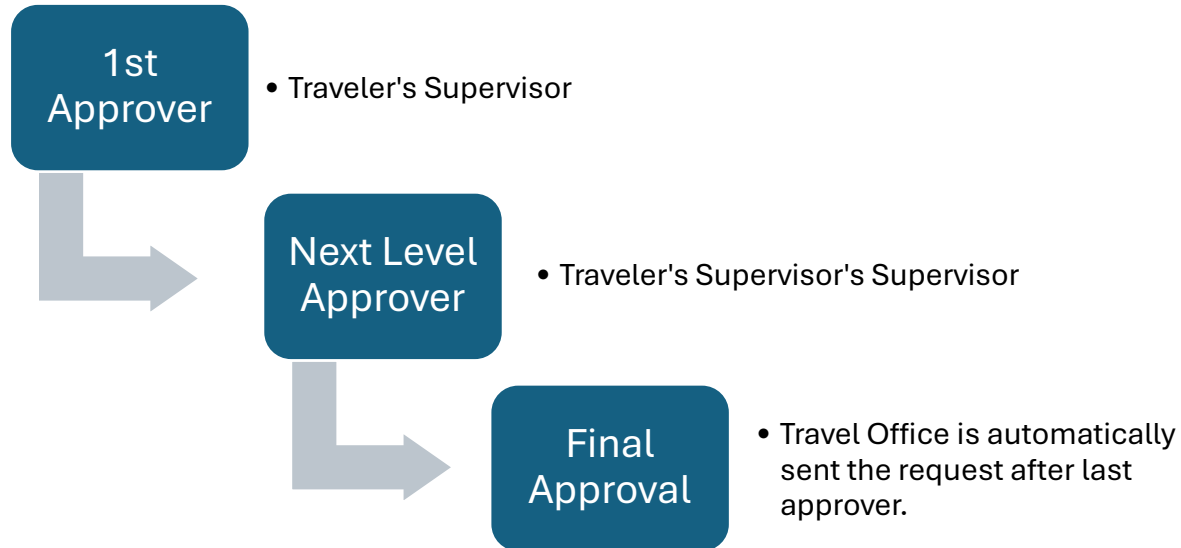 1st
Approver
• Traveler's Supervisor
Next Level
Approver
• Traveler's Supervisor's Supervisor
Final
Approval
• Travel Office is automatically
sent the request after last
approver.